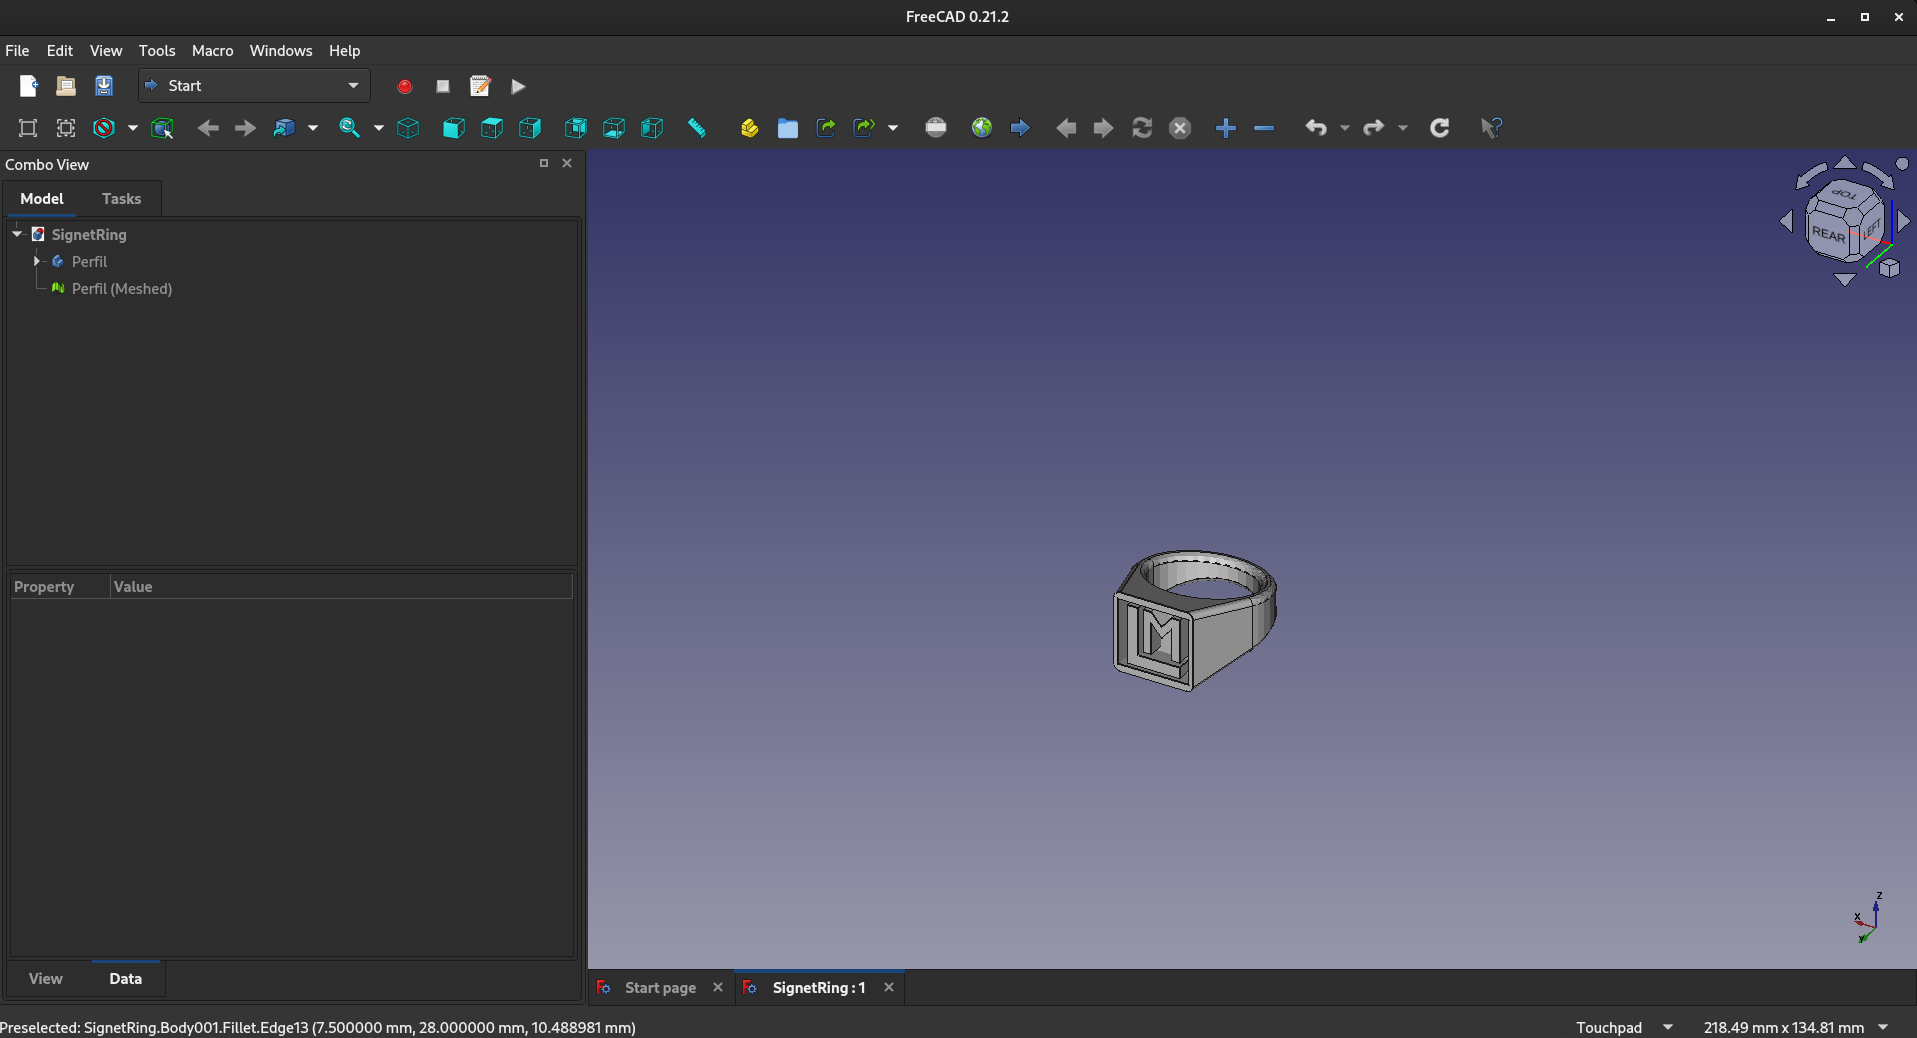 FreeCAD 0.21.2
File Edit View Tools Macro Windows Help
Start
Combo View
Model Tasks
SignetRing
Perfil
Perfil (Meshed)
Property Value
TOP
REAR LEFT
LM
z
x
y
View Data
Start page SignetRing : 1
Preselected: SignetRing.Body001.Fillet.Edge13 (7.500000 mm, 28.000000 mm, 10.488981 mm)
Touchpad 218.49 mm x 134.81 mm